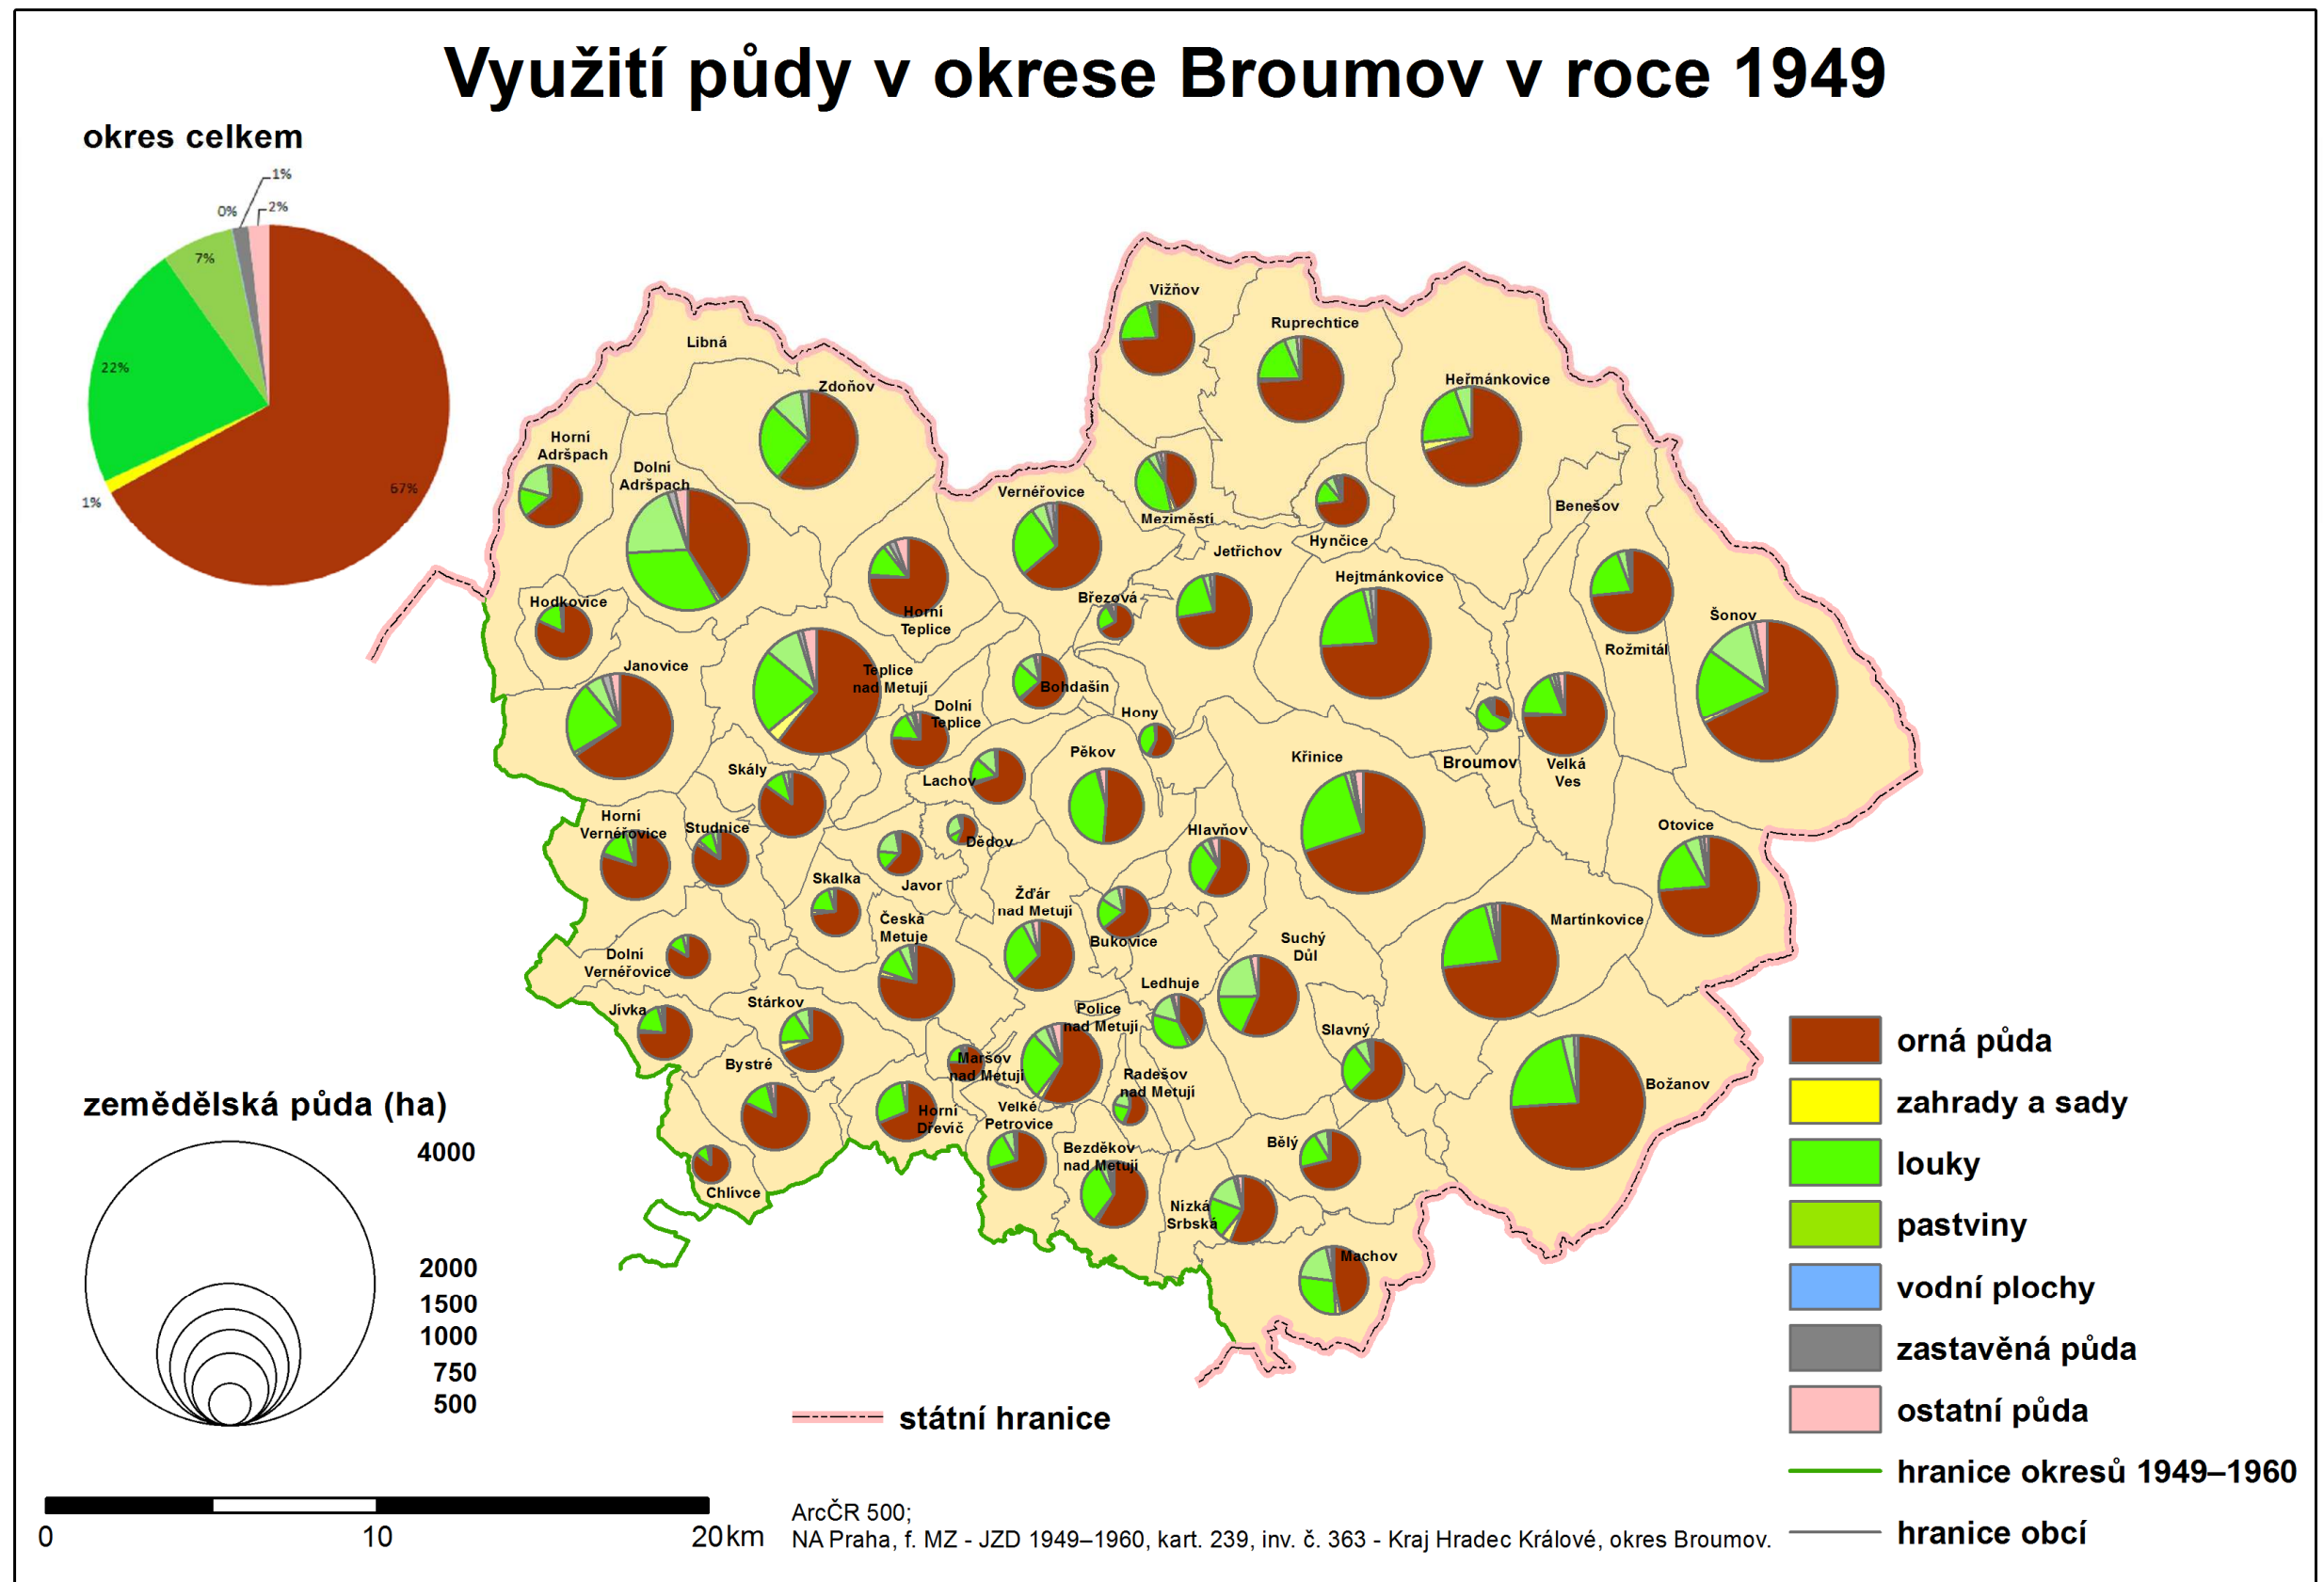 Využití půdy v okrese Broumov v roce 1949
okres celkem
1%
0%
2%
7%
22%
1%
67%
Vižňov
Ruprechtice
Libná
Zdoňov
Heřmánkovice
Horní
Adršpach
Dolní
Adršpach
Vernéřovice
Meziměstí
Hynčice
Benešov
Jetřichov
Hejtmánkovice
Hodkovice
Horní
Teplice
Březová
Šonov
Rožmitál
Janovice
Teplice
nad Metují
Bohdašín
Dolní
Teplice
Hony
Pěkov
Křinice
Broumov
Velká
Ves
Skály
Lachov
Horní
Vernéřovice
Studnice
Dědov
Hlavňov
Otovice
Javor
Skalka
Žďár
nad Metují
Česká
Metuje
Bukovice
Martínkovice
Suchý
Důl
Dolní
Vernéřovice
Ledhuje
Stárkov
Jívka
Police
nad Metují
Slavný
Bystré
Maršov
nad Metují
Radešov
nad Metují
Božanov
Horní
Dřevíč
Velké
Petrovice
Bělý
Bezděkov
nad Metují
Chlívce
Nízká
Srbská
Machov
zemědělská půda (ha)
4000
2000
1500
1000
750
500
orná půda
zahrady a sady
louky
pastviny
vodní plochy
zastavěná půda
ostatní půda
hranice okresů 1949–1960
hranice obcí
státní hranice
0 10 20 km
ArcČR 500;
NA Praha, f. MZ - JZD 1949–1960, kart. 239, inv. č. 363 - Kraj Hradec Králové, okres Broumov.